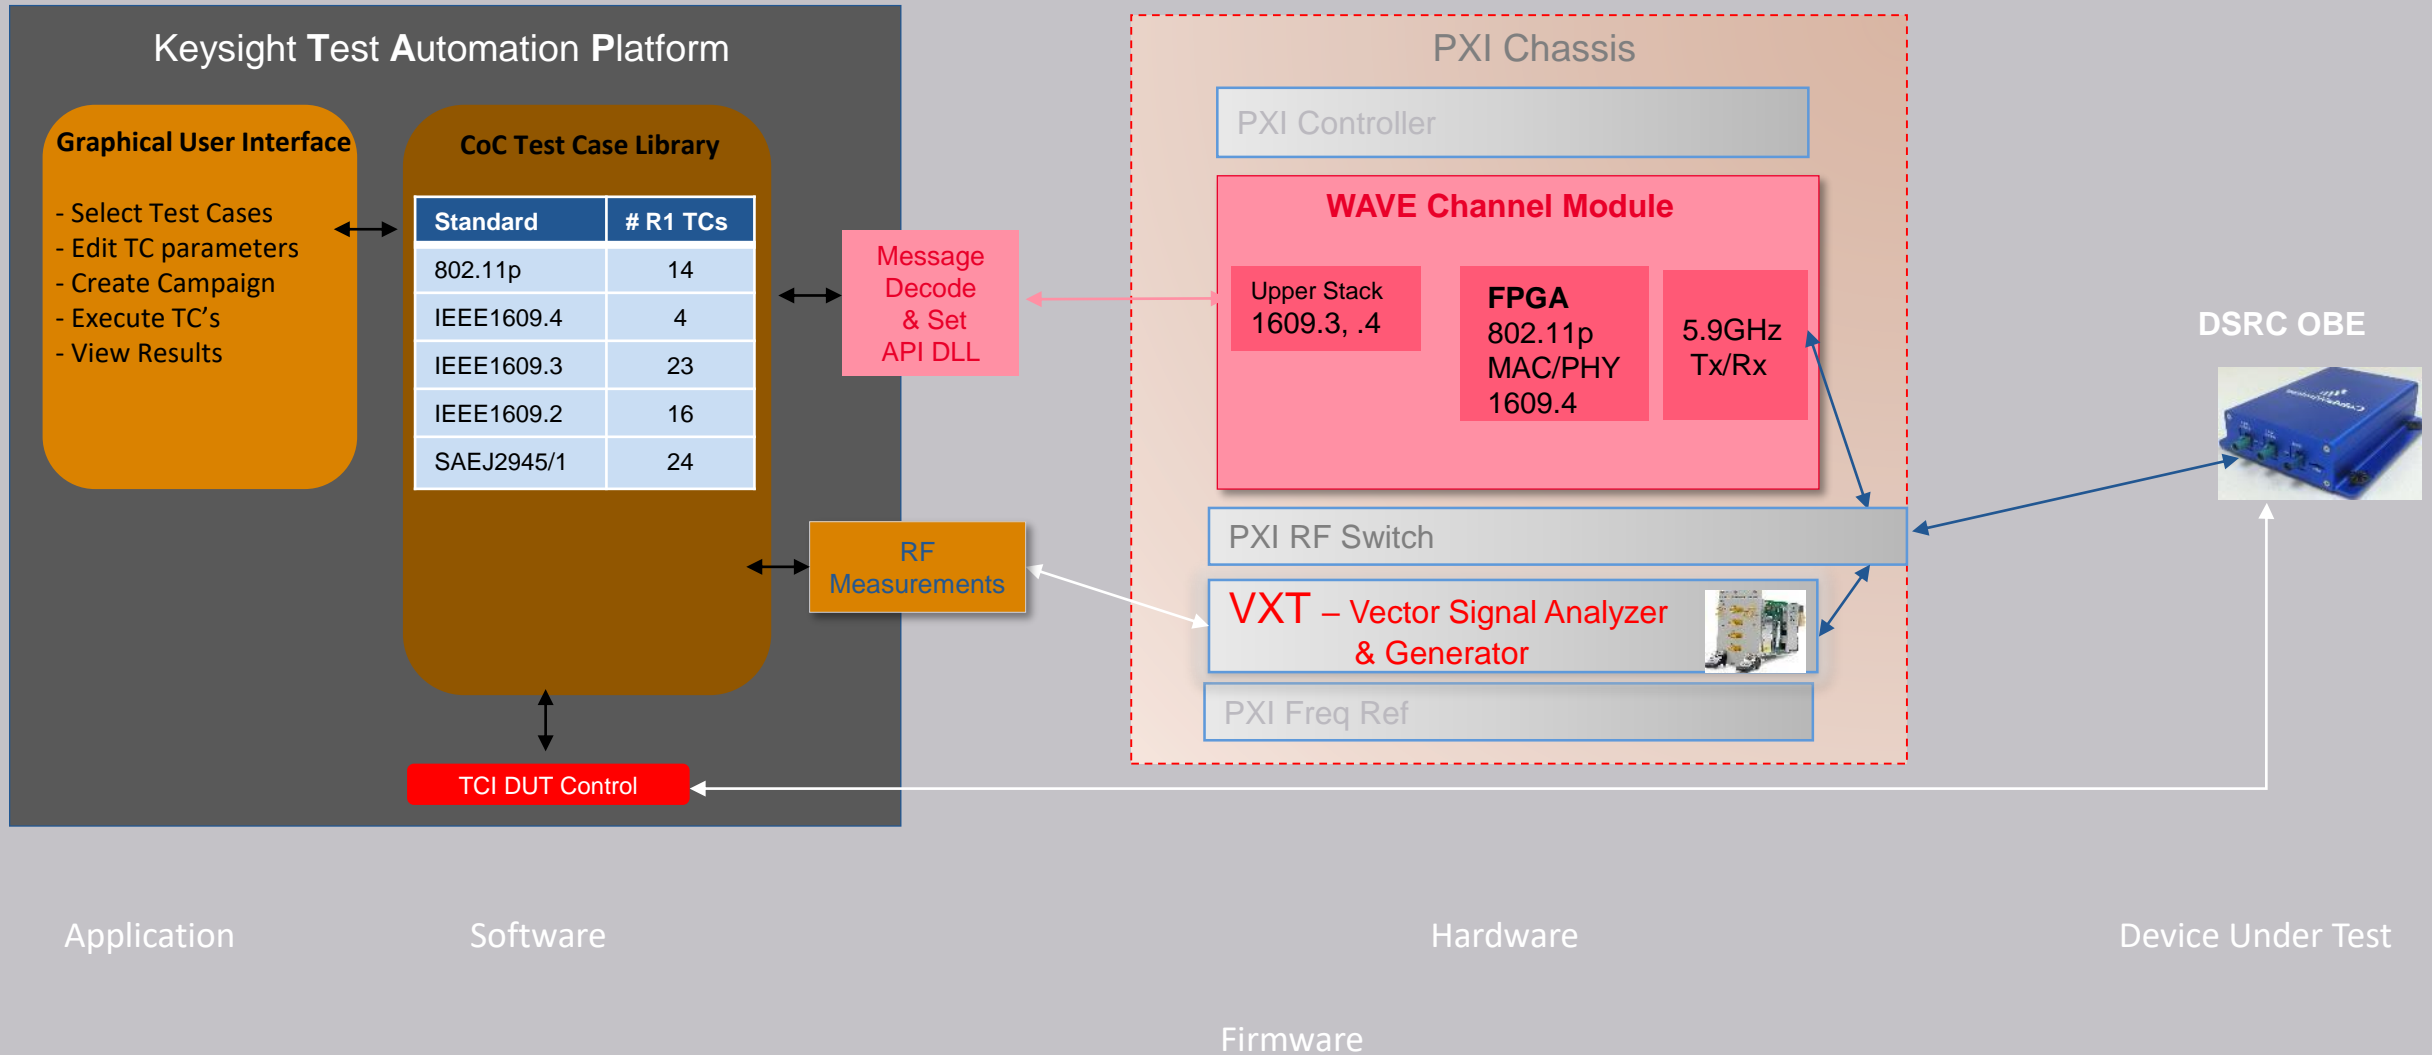 Keysight Test Automation Platform
Graphical User Interface
- Select Test Cases
- Edit TC parameters
- Create Campaign
- Execute TC’s
- View Results
CoC Test Case Library
Standard # R1 TCs
802.11p 14
IEEE1609.4 4
IEEE1609.3 23
IEEE1609.2 16
SAEJ2945/1 24
Message
Decode
& Set
API DLL
RF
Measurements
TCI DUT Control
PXI Chassis
PXI Controller
WAVE Channel Module
Upper Stack
1609.3, .4
FPGA
802.11p
MAC/PHY
1609.4
5.9GHz
Tx/Rx
PXI RF Switch
VXT – Vector Signal Analyzer
& Generator
PXI Freq Ref
DSRC OBE
Application
Software
Hardware
Device Under Test
Firmware